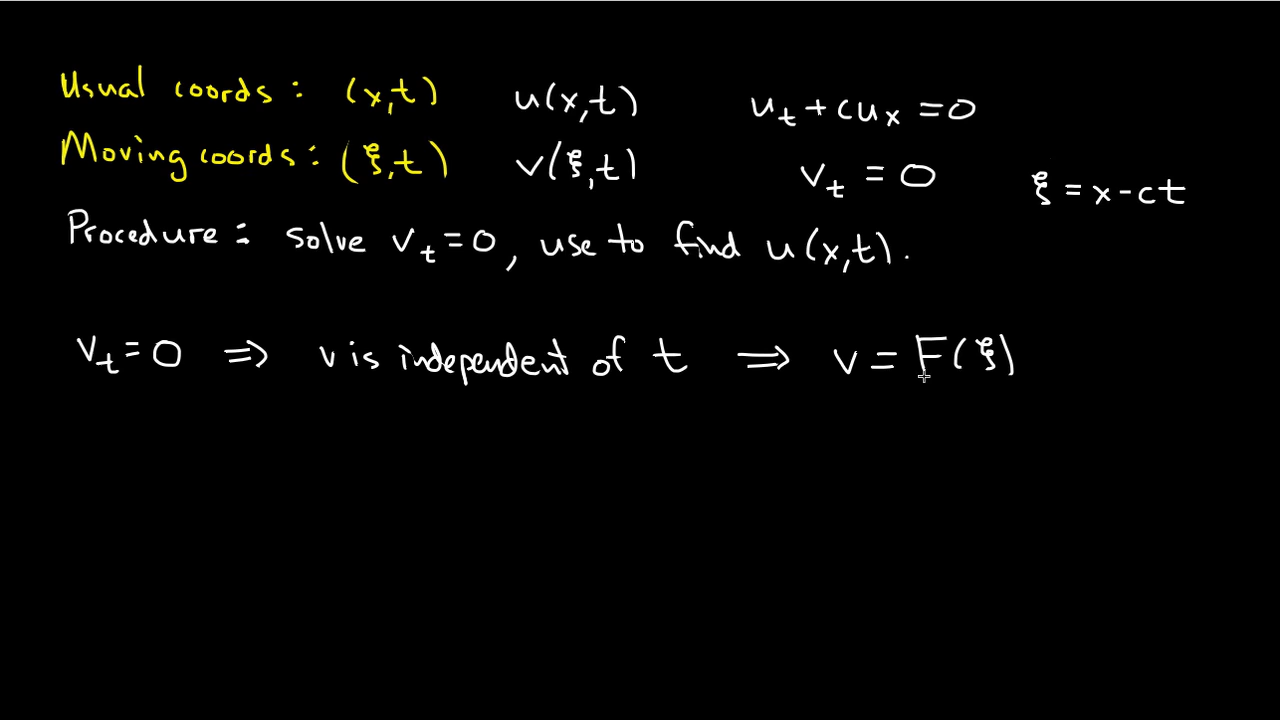 Usual coords: (x,t) u(x,t) u_t + cu_x = 0
Moving coords: (ξ,t) v(ξ,t) v_t = 0 ξ = x-ct
Procedure: solve v_t = 0, use to find u(x,t).
v_t = 0 ⇒ v is independent of t ⇒ v = F(ξ)